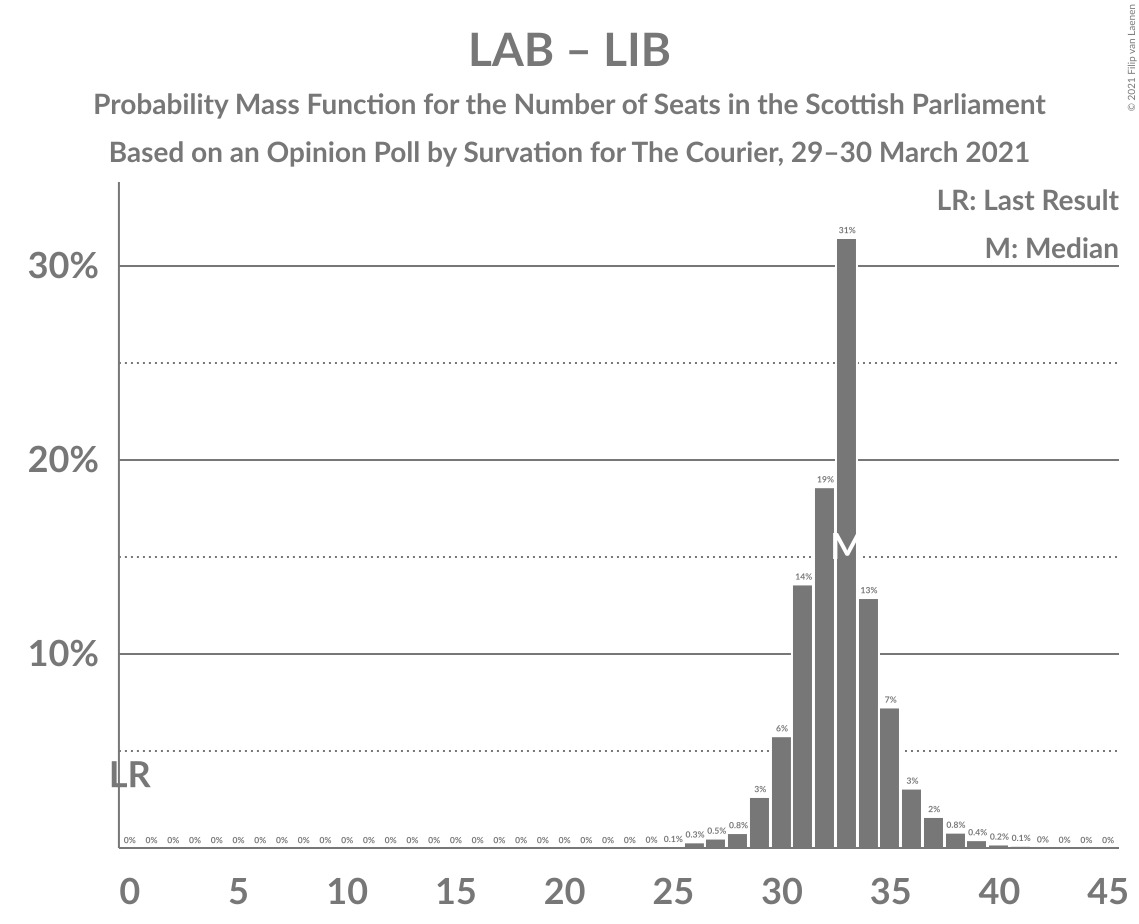 LAB – LIB
Probability Mass Function for the Number of Seats in the Scottish Parliament
Based on an Opinion Poll by Survation for The Courier, 29–30 March 2021
© 2021 Filip van Laenen
LR: Last Result
M: Median
30%
20%
10%
31%
19%
14%
13%
7%
6%
3%
3%
2%
M
LR
0% 0% 0% 0% 0% 0% 0% 0% 0% 0% 0% 0% 0% 0% 0% 0% 0% 0% 0% 0% 0% 0% 0% 0% 0% 0.1% 0.3% 0.5% 0.8% 0.8% 0.4% 0.2% 0.1% 0% 0% 0% 0%
0 5 10 15 20 25 30 35 40 45